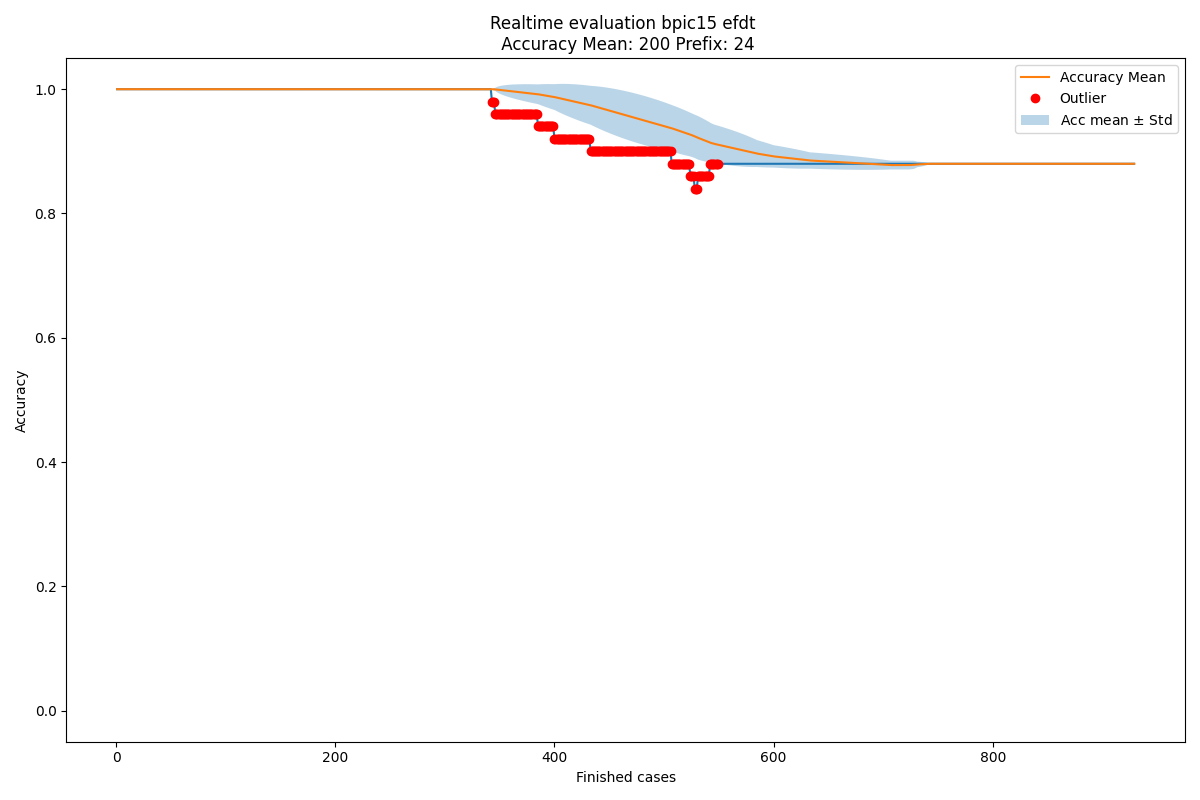 Realtime evaluation bpic15 efdt
Accuracy Mean: 200 Prefix: 24
Accuracy Mean
Outlier
Acc mean ± Std
1.0
0.8
0.6
0.4
0.2
0.0
Accuracy
0 200 400 600 800
Finished cases